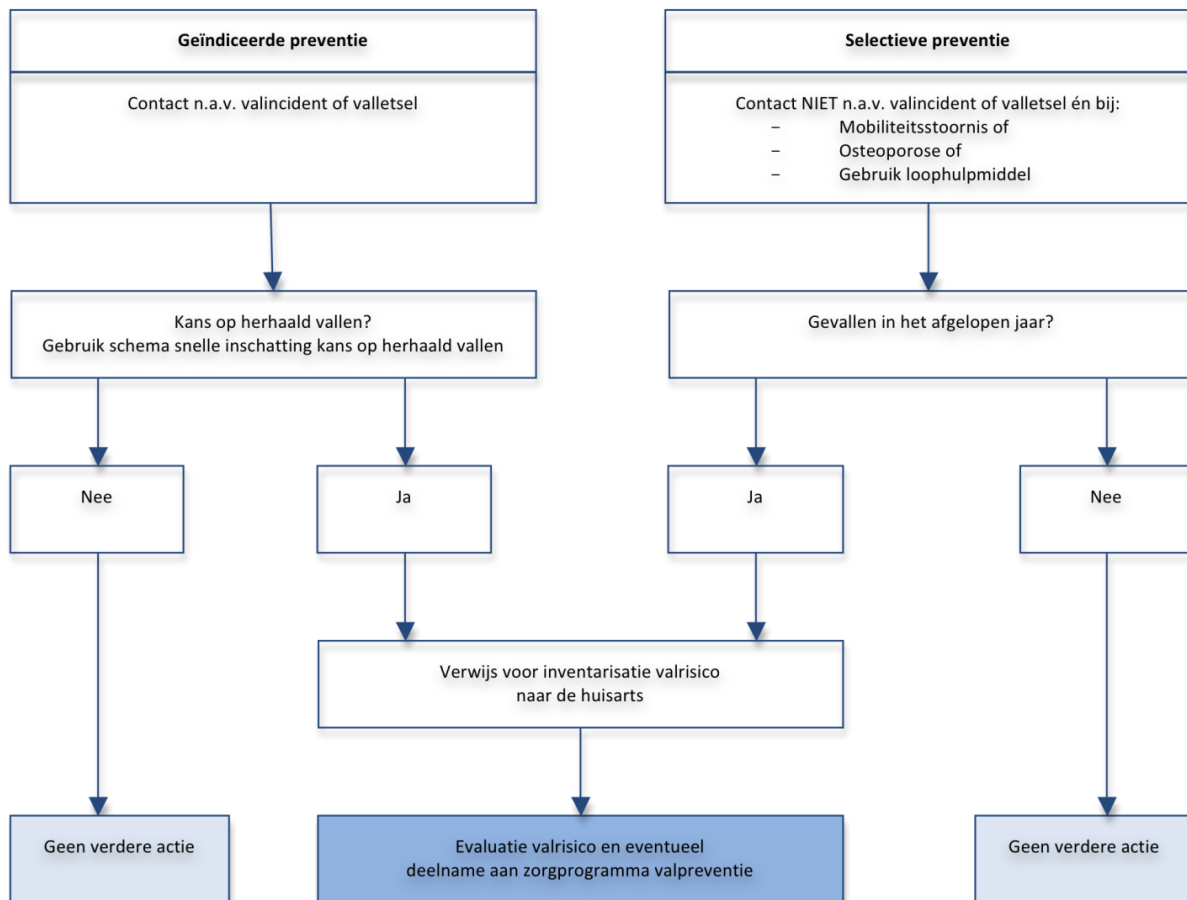 Geïndiceerde preventie
Contact n.a.v. valincident of valletsel
Selectieve preventie
Contact NIET n.a.v. valincident of valletsel én bij:
– Mobiliteitsstoornis of
– Osteoporose of
– Gebruik loophulpmiddel
Kans op herhaald vallen?
Gebruik schema snelle inschatting kans op herhaald vallen
Gevallen in het afgelopen jaar?
Nee
Ja
Ja
Nee
Verwijs voor inventarisatie valrisico
naar de huisarts
Geen verdere actie
Evaluatie valrisico en eventueel
deelname aan zorgprogramma valpreventie
Geen verdere actie